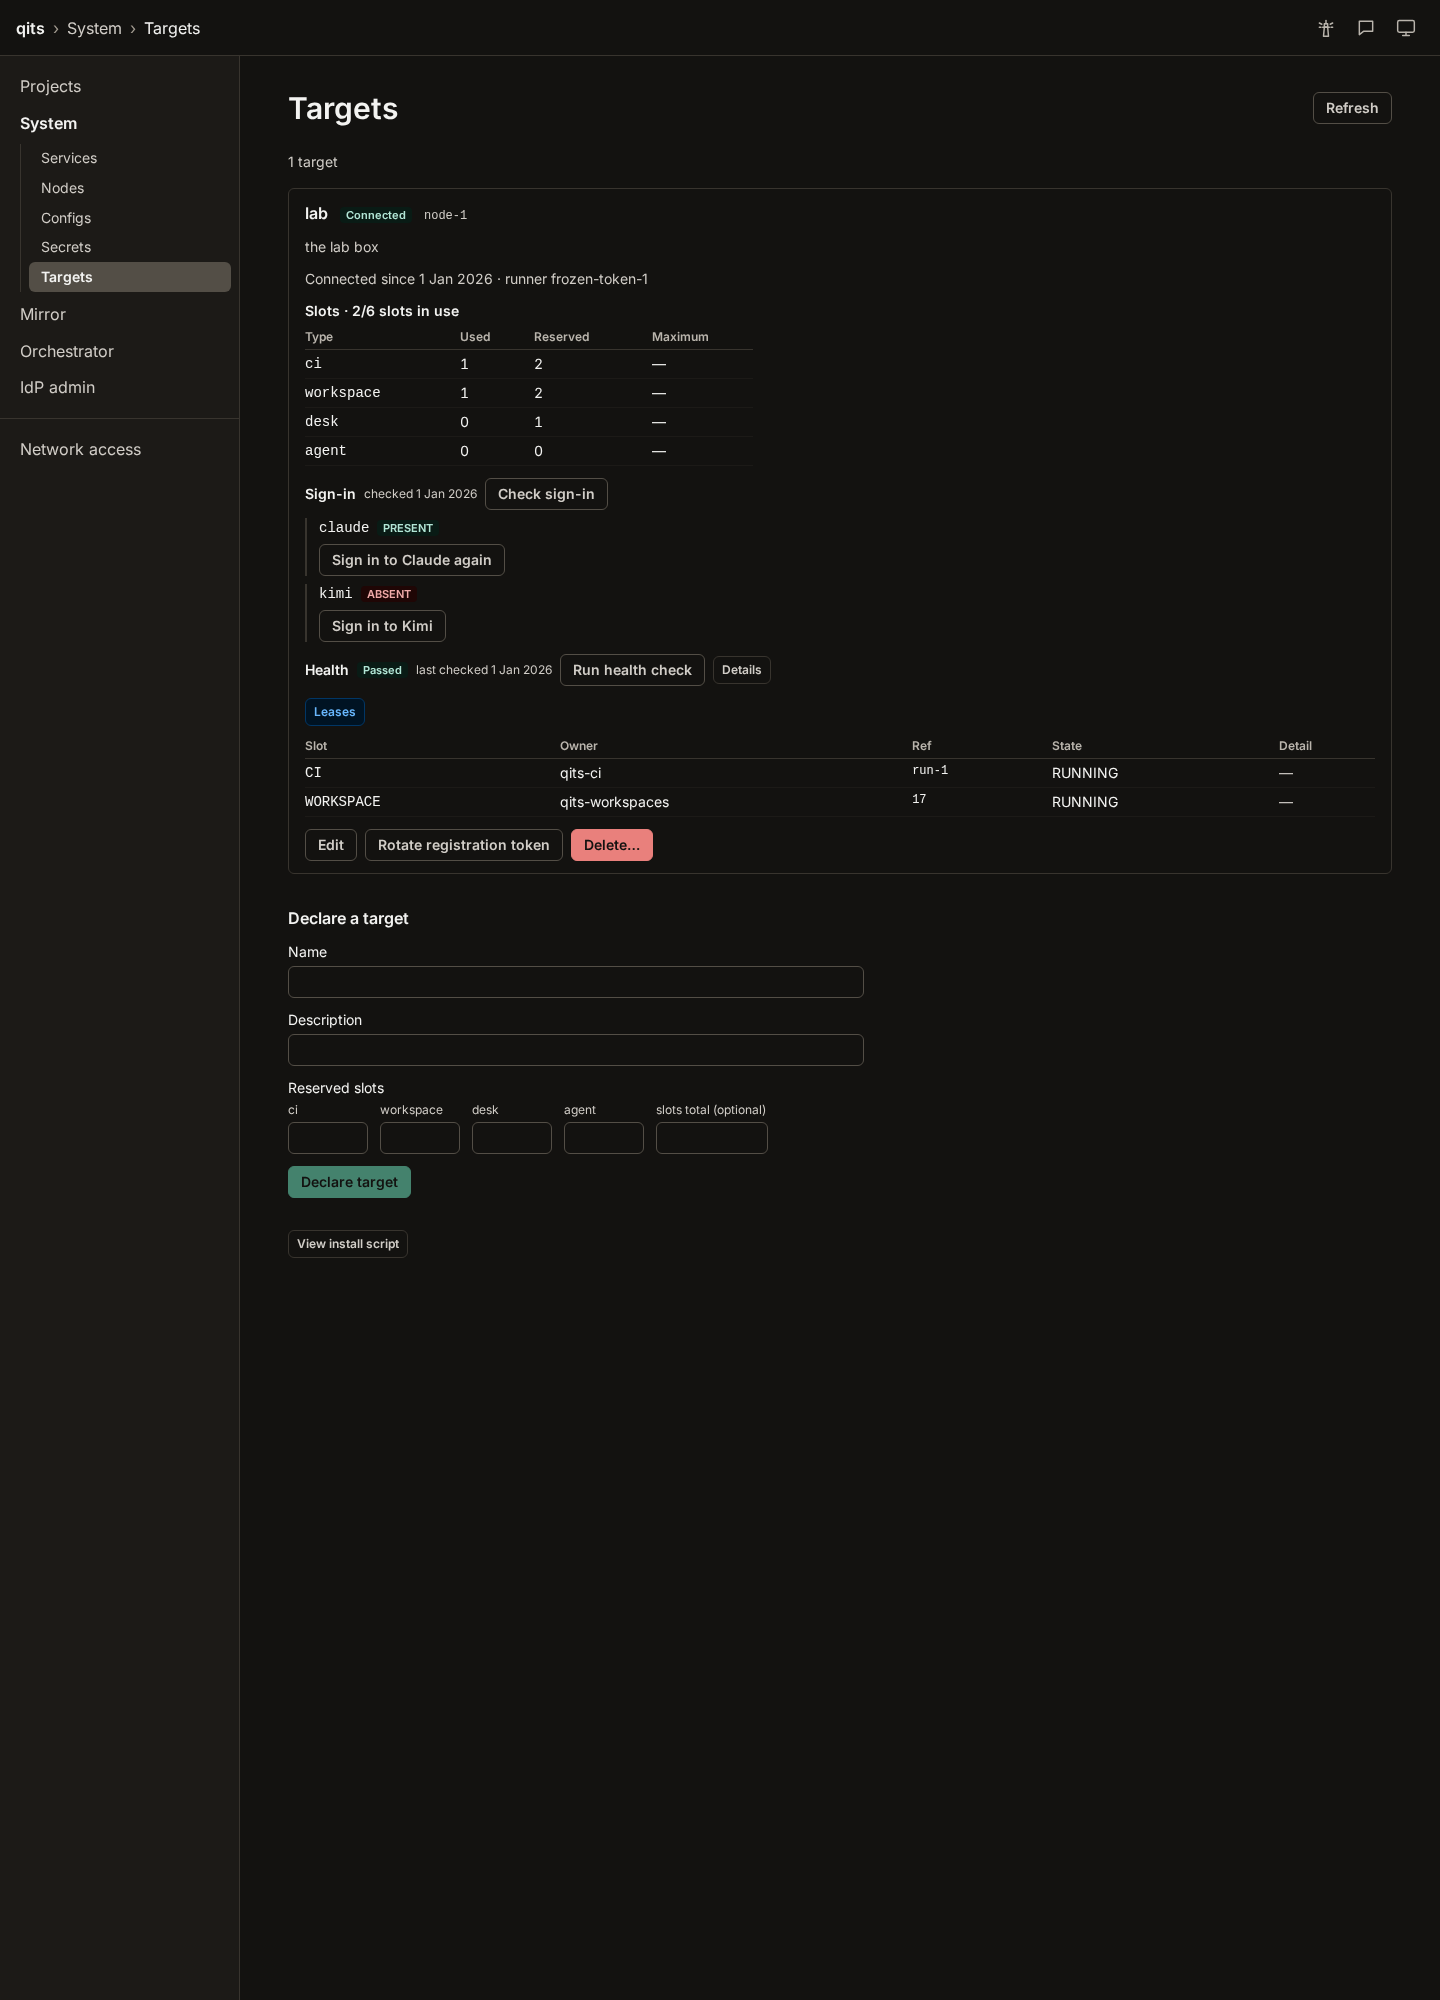 qits › System › Targets
Projects
System
Services
Nodes
Configs
Secrets
Targets
Mirror
Orchestrator
IdP admin
Network access
Targets
Refresh
1 target
lab Connected node-1
the lab box
Connected since 1 Jan 2026 · runner frozen-token-1
Slots · 2/6 slots in use
Type Used Reserved Maximum
ci 1 2 —
workspace 1 2 —
desk 0 1 —
agent 0 0 —
Sign-in checked 1 Jan 2026 Check sign-in
claude PRESENT
Sign in to Claude again
kimi ABSENT
Sign in to Kimi
Health Passed last checked 1 Jan 2026 Run health check Details
Leases
Slot Owner Ref State Detail
CI qits-ci run-1 RUNNING —
WORKSPACE qits-workspaces 17 RUNNING —
Edit Rotate registration token Delete…
Declare a target
Name
Description
Reserved slots
ci workspace desk agent slots total (optional)
Declare target
View install script